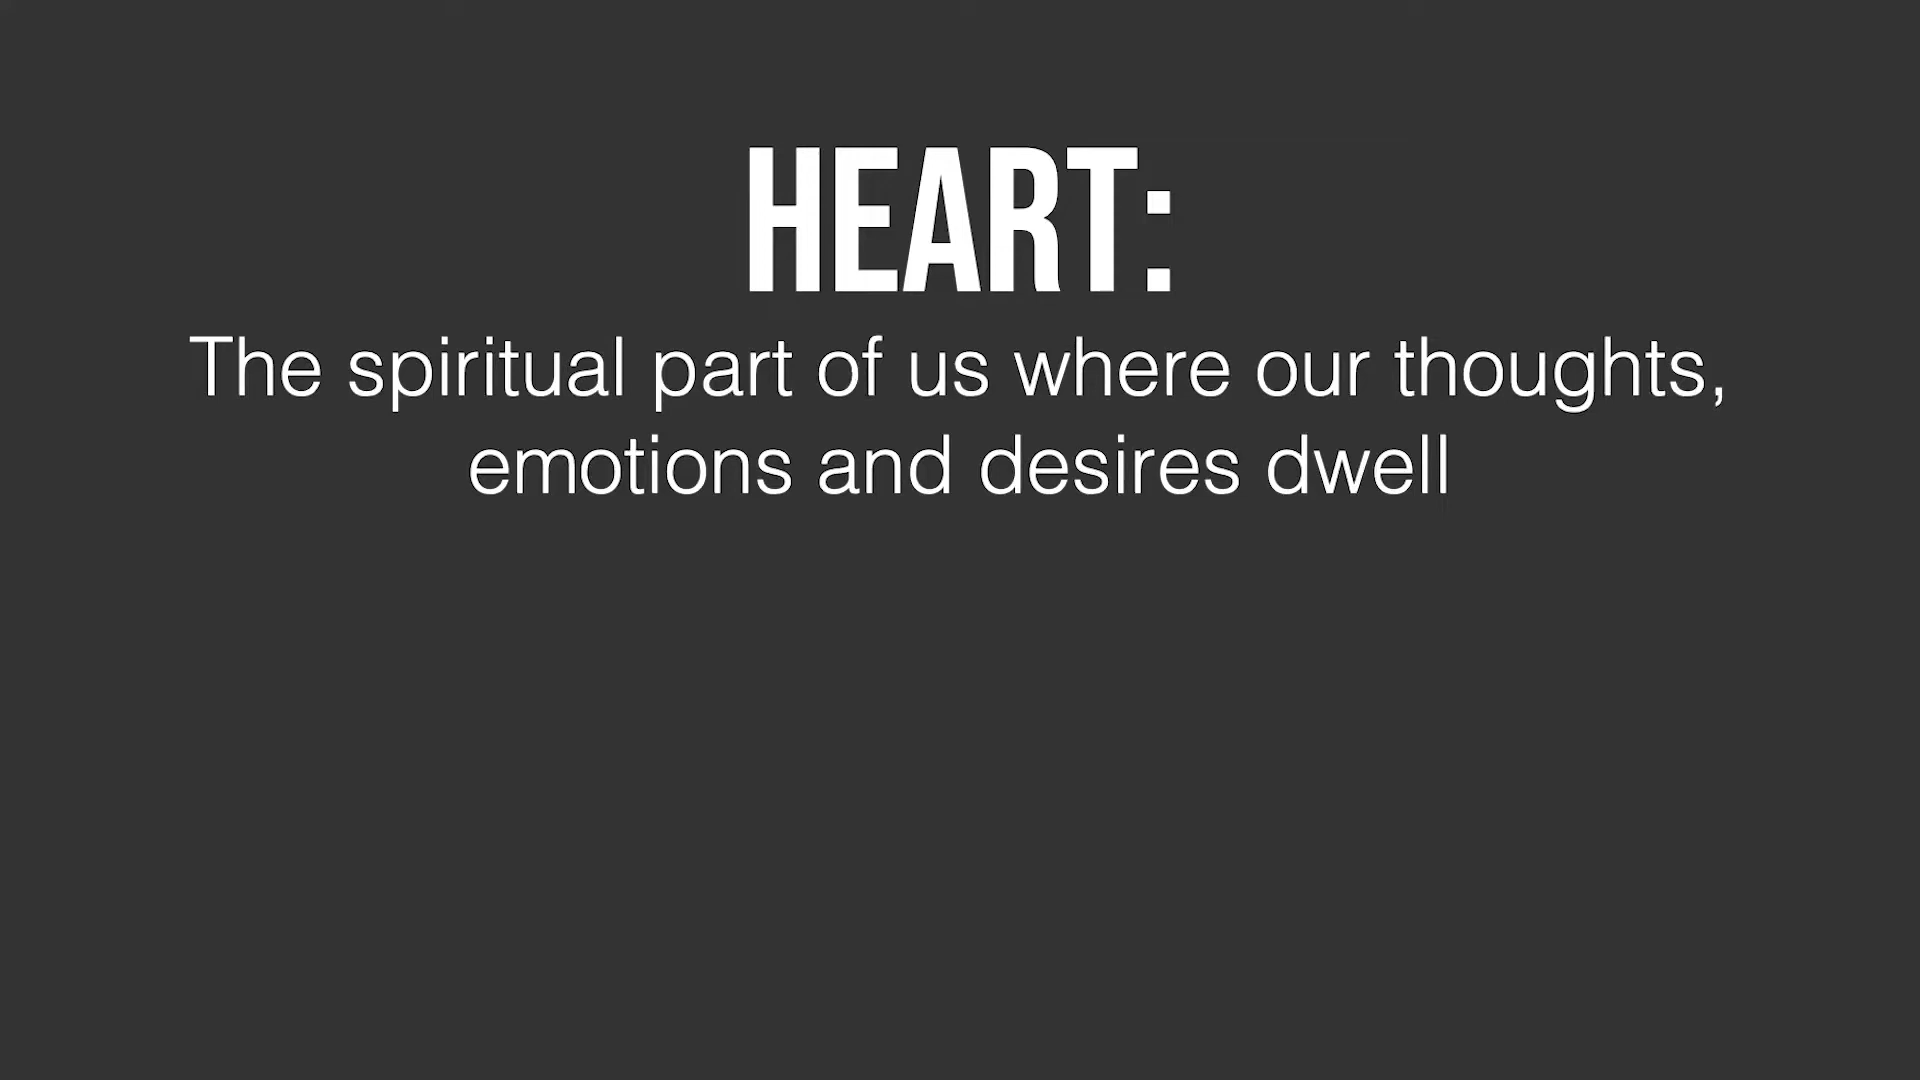 HEART:
The spiritual part of us where our thoughts,
emotions and desires dwell